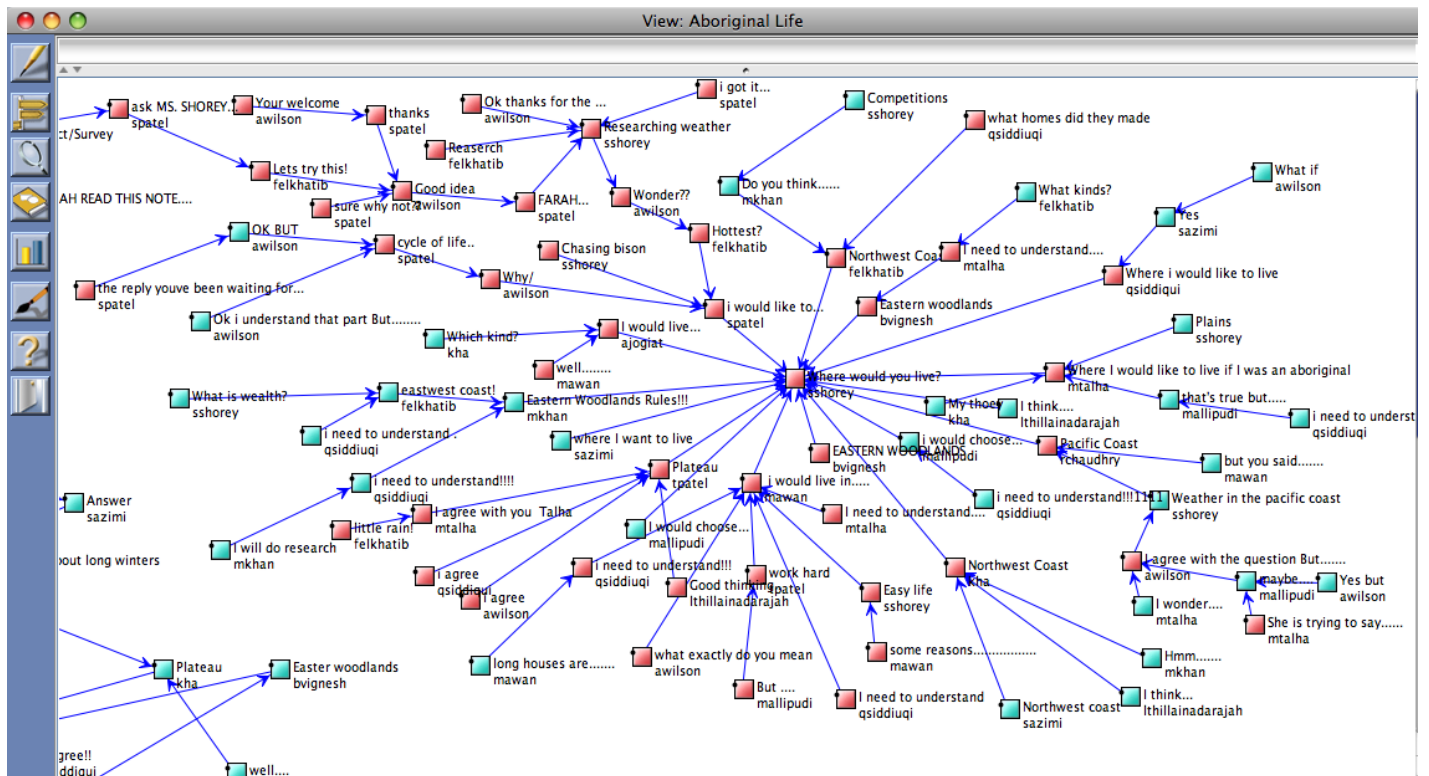 View: Aboriginal Life
ask MS. SHOREY...
spatel
Your welcome
awilson
thanks
spatel
Ok thanks for the ...
awilson
i got it...
spatel
Competitions
sshorey
what homes did they made
qsiddiuqi
ct/Survey
Reaserch
felkhatib
Researching weather
sshorey
Lets try this!
felkhatib
Good idea
awilson
sure why not??
spatel
FARAH...
spatel
Wonder??
awilson
Do you think......
mkhan
What kinds?
felkhatib
What if
awilson
AH READ THIS NOTE....
OK BUT
awilson
cycle of life..
spatel
Chasing bison
sshorey
Hottest?
felkhatib
Northwest Coa
felkhatib
I need to understand....
mtalha
Yes
sazimi
the reply youve been waiting for...
spatel
Why/
awilson
i would like to...
spatel
Eastern woodlands
bvignesh
Where i would like to live
qsiddiqui
Ok i understand that part But........
awilson
Which kind?
kha
I would live...
ajogiat
Plains
sshorey
well........
mawan
Where would you live?
sshorey
Where I would like to live if I was an aboriginal
mtalha
What is wealth?
sshorey
eastwest coast!
felkhatib
Eastern Woodlands Rules!!!
mkhan
My thoe
kha
I think....
lthillainadarajah
that's true but.....
mallipudi
i need to underst
qsiddiqui
i need to understand .
qsiddiuqi
where I want to live
sazimi
EASTERN WOODLANDS
bvignesh
i would choose...
mallipudi
Pacific Coast
Ychaudhry
but you said.......
mawan
i need to understand!!!!
qsiddiuqi
Plateau
tpatel
i would live in.....
mawan
i need to understand!!!1111
qsiddiuqi
Weather in the pacific coast
sshorey
Answer
sazimi
little rain!
felkhatib
I agree with you Talha
mtalha
I would choose...
mallipudi
I need to understand....
mtalha
bout long winters
I will do research
mkhan
i agree
qsiddiqui
I agree
awilson
i need to understand!!!
qsiddiuqi
Good thinking
lthillainadarajah
work hard
tpatel
Easy life
sshorey
Northwest Coast
kha
I agree with the question But.......
awilson
maybe....
mallipudi
Yes but
awilson
I wonder....
mtalha
She is trying to say......
mtalha
Plateau
kha
Easter woodlands
bvignesh
long houses are.......
mawan
what exactly do you mean
awilson
some reasons.................
mawan
Hmm.......
mkhan
But ....
mallipudi
I need to understand
qsiddiuqi
Northwest coast
sazimi
I think...
lthillainadarajah
gree!!
ddiqui
well....